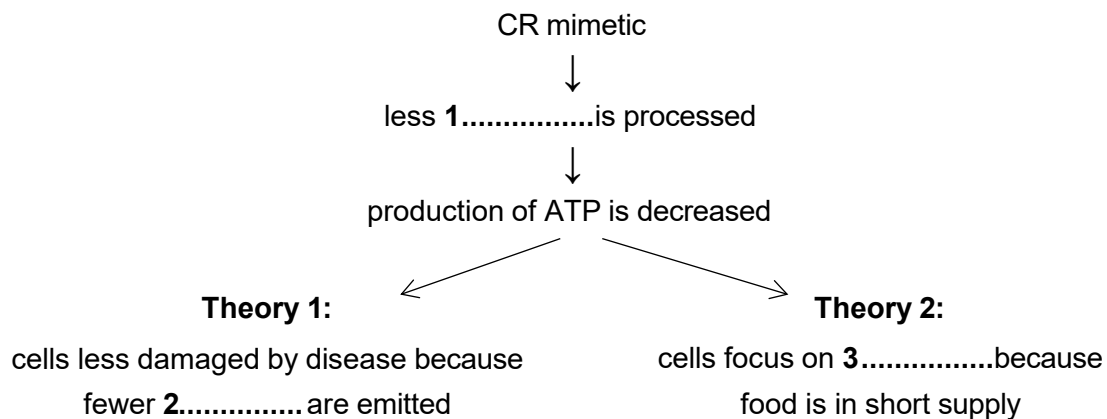 CR mimetic
↓
less 1................is processed
↓
production of ATP is decreased
Theory 1:
cells less damaged by disease because
fewer 2............... are emitted
Theory 2:
cells focus on 3................because
food is in short supply